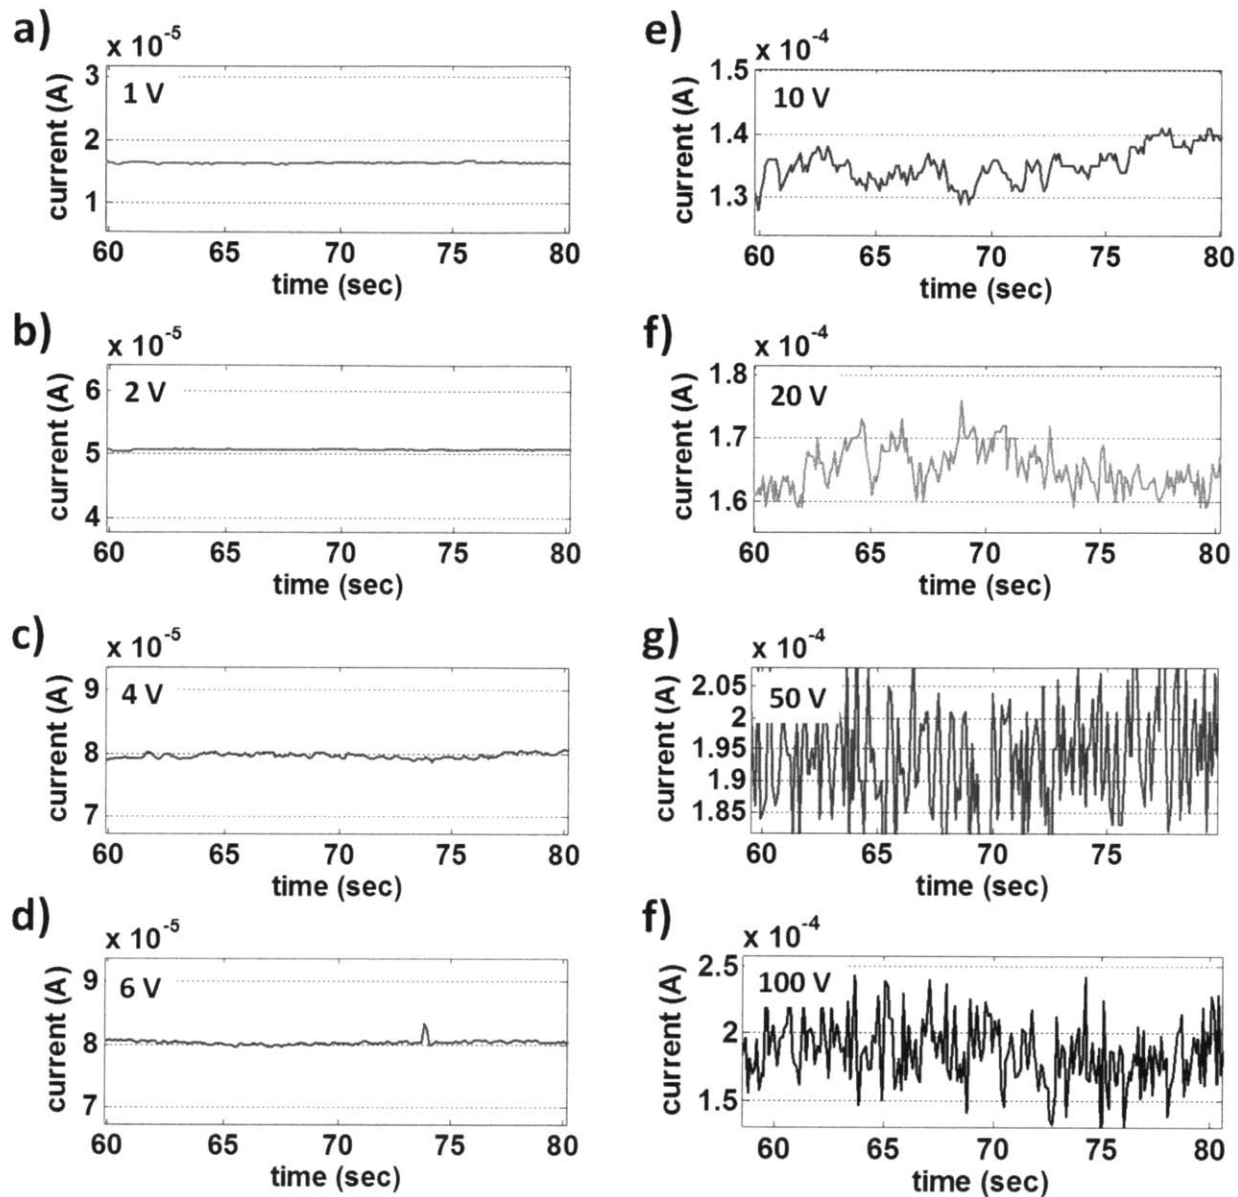 a)
x 10-5
3
2
1
current (A)
1 V
60 65 70 75 80
time (sec)
b)
x 10-5
6
5
4
current (A)
2 V
60 65 70 75 80
time (sec)
c)
x 10-5
9
8
7
current (A)
4 V
60 65 70 75 80
time (sec)
d)
x 10-5
9
8
7
current (A)
6 V
60 65 70 75 80
time (sec)
e)
x 10-4
1.5
1.4
1.3
current (A)
10 V
60 65 70 75 80
time (sec)
f)
x 10-4
1.8
1.7
1.6
current (A)
20 V
60 65 70 75 80
time (sec)
g)
x 10-4
2.05
2
1.95
1.9
1.85
current (A)
50 V
60 65 70 75
time (sec)
f)
x 10-4
2.5
2
1.5
current (A)
100 V
60 65 70 75 80
time (sec)